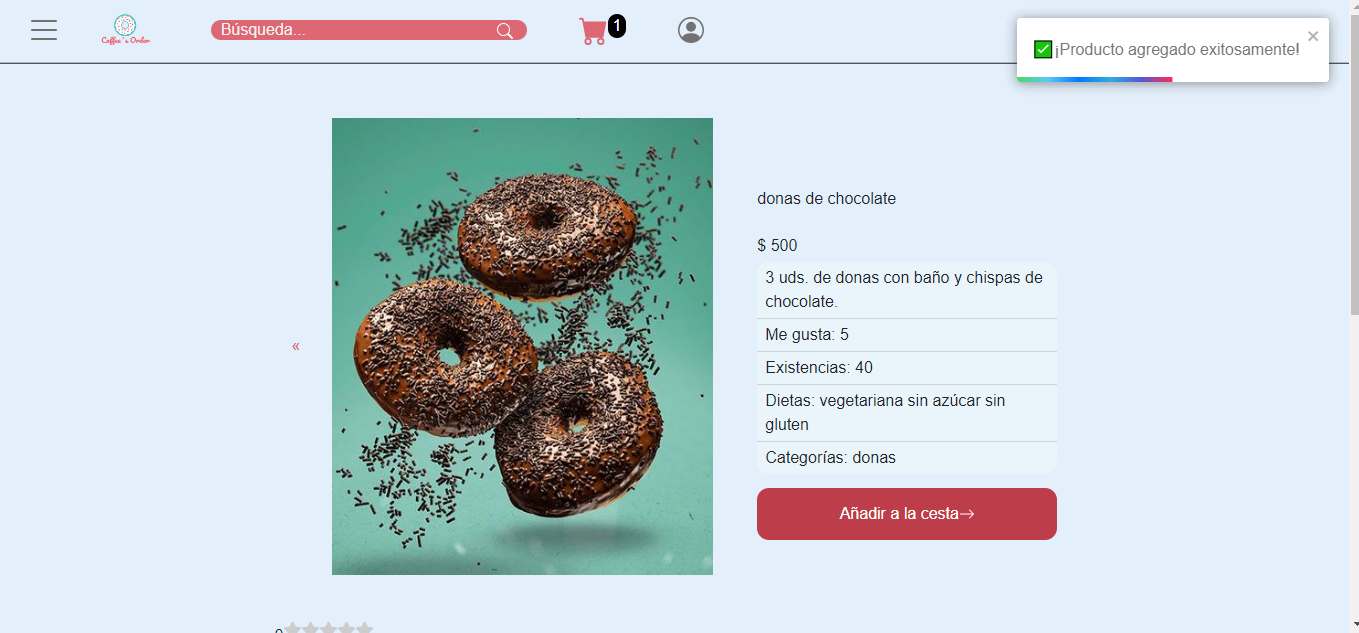 Coffee´s Order
Búsqueda...
1
✅¡Producto agregado exitosamente!
×
donas de chocolate
$ 500
3 uds. de donas con baño y chispas de
chocolate.
Me gusta: 5
Existencias: 40
Dietas: vegetariana sin azúcar sin
gluten
Categorías: donas
«
Añadir a la cesta→